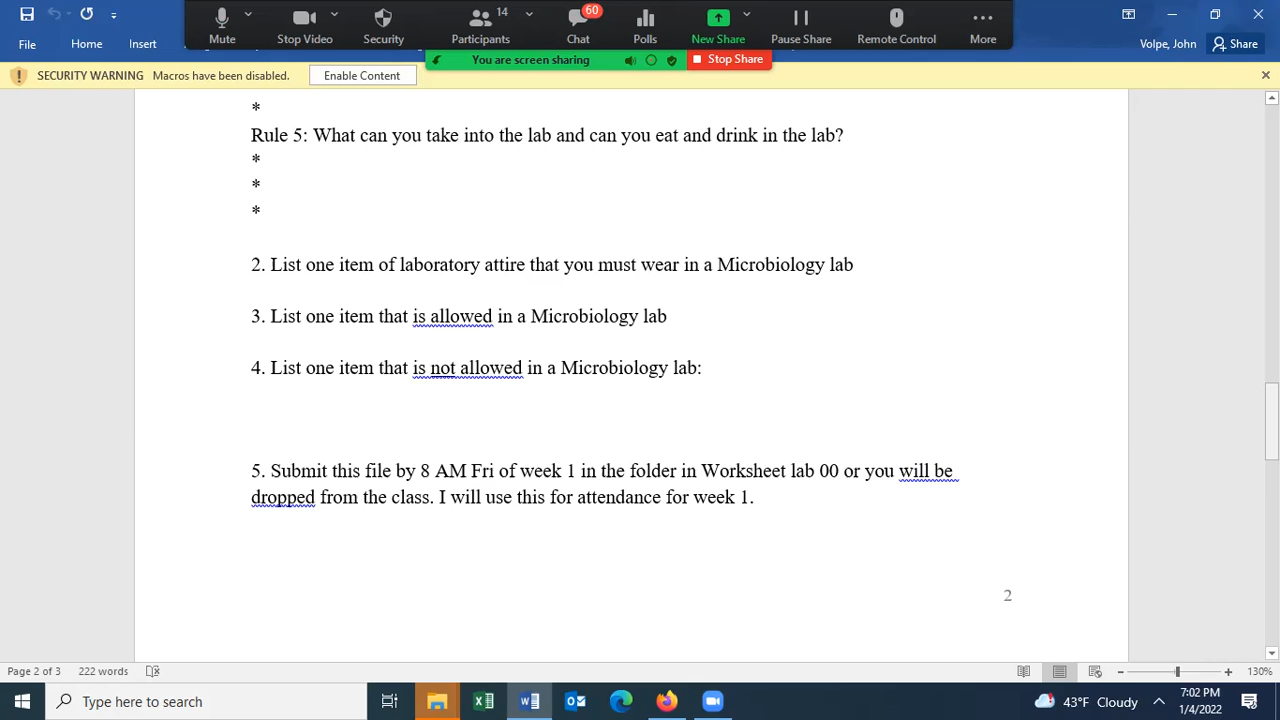 Mute
Stop Video
Security
14
Participants
60
Chat
Polls
New Share
Pause Share
Remote Control
More
File
Home
Insert
Volpe, John
Share
You are screen sharing
Stop Share
SECURITY WARNING Macros have been disabled.
Enable Content
*
Rule 5: What can you take into the lab and can you eat and drink in the lab?
*
*
*
2. List one item of laboratory attire that you must wear in a Microbiology lab
3. List one item that is allowed in a Microbiology lab
4. List one item that is not allowed in a Microbiology lab:
5. Submit this file by 8 AM Fri of week 1 in the folder in Worksheet lab 00 or you will be
dropped from the class. I will use this for attendance for week 1.
2
Page 2 of 3
222 words
130%
Type here to search
43°F Cloudy
7:02 PM
1/4/2022